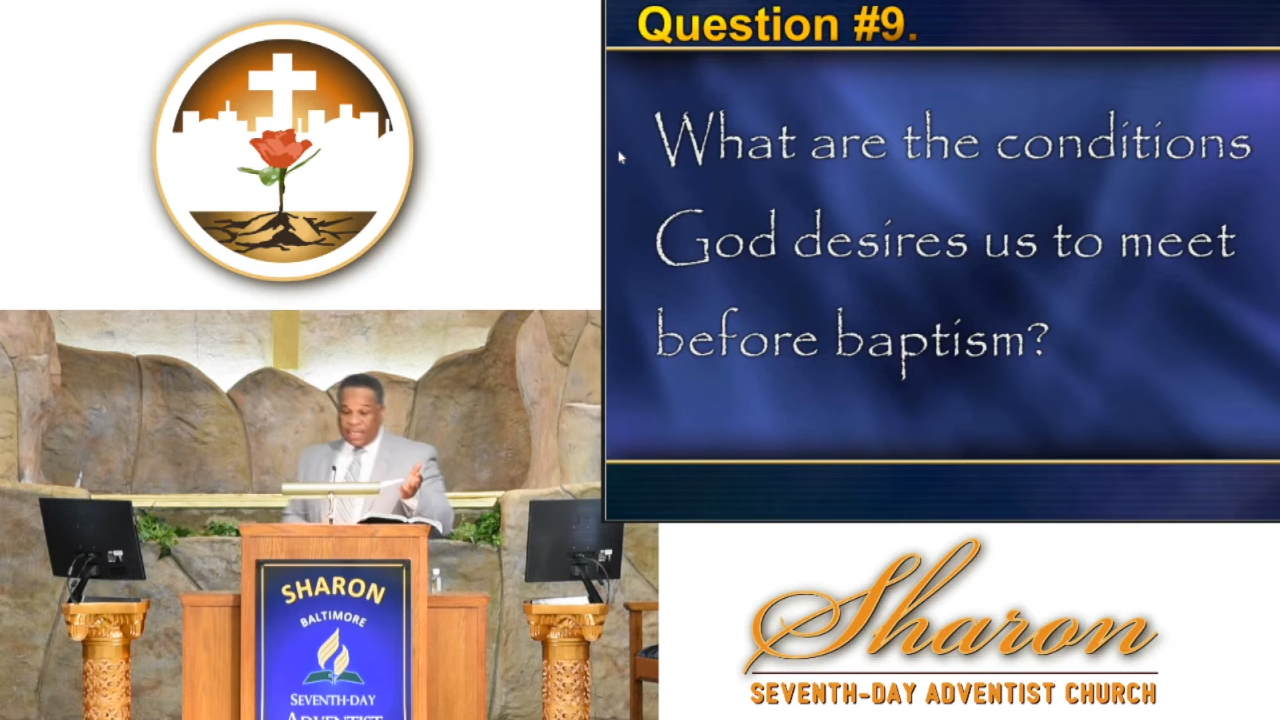 Question #9.
What are the conditions
God desires us to meet
before baptism?
SHARON
BALTIMORE
SEVENTH-DAY
ADVENTIST
Sharon
SEVENTH-DAY ADVENTIST CHURCH